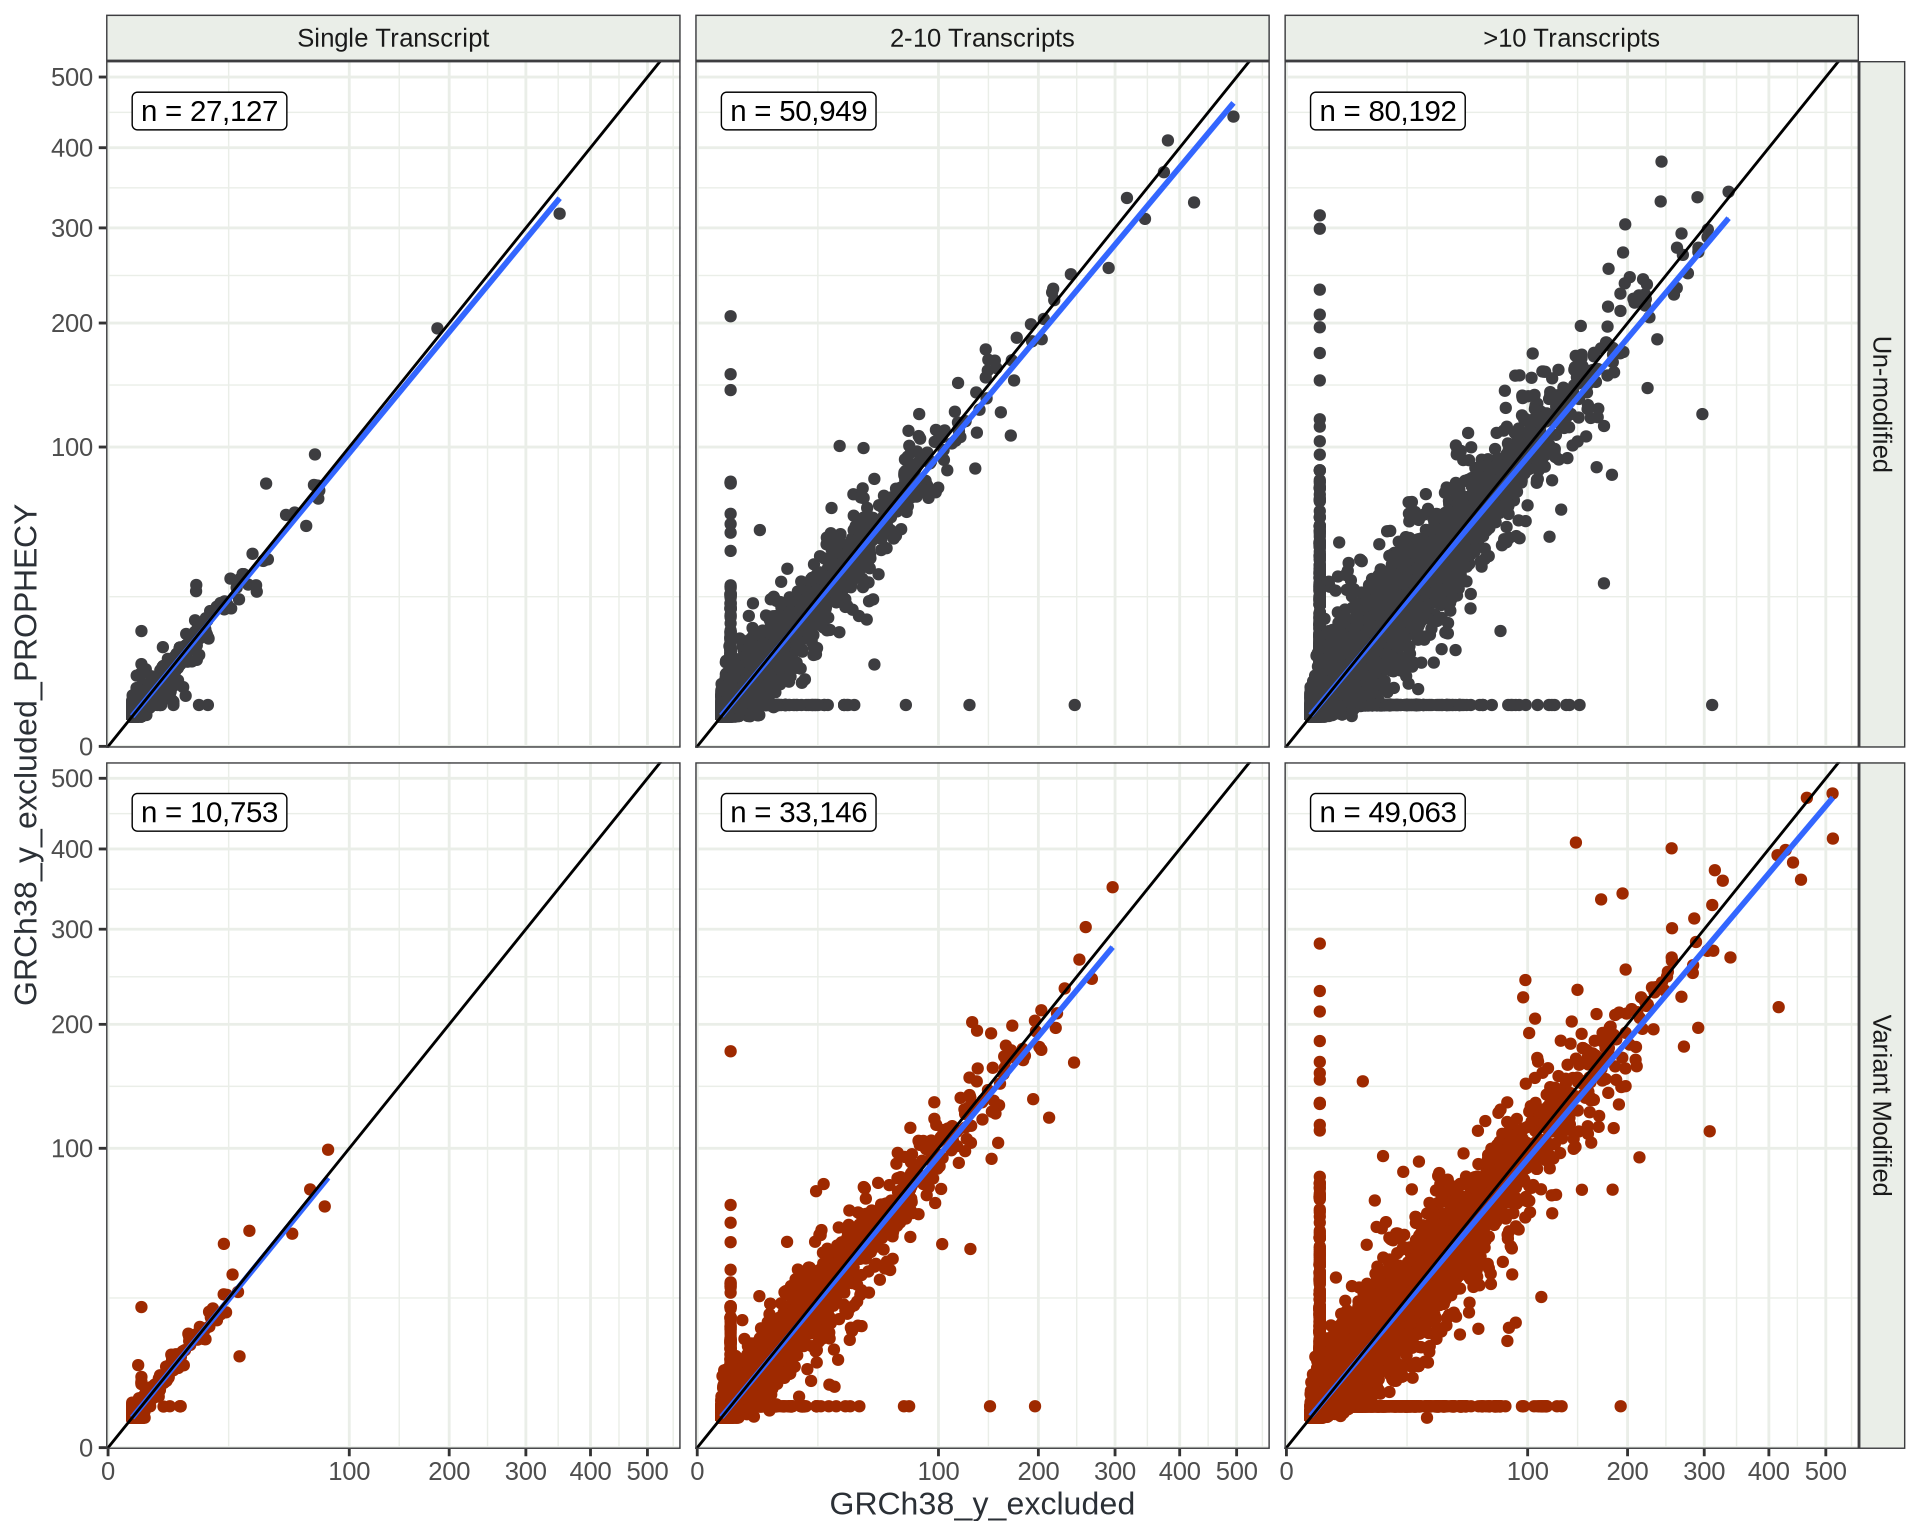 Single Transcript
2-10 Transcripts
>10 Transcripts
500
400
300
200
100
0
n = 27,127
n = 50,949
n = 80,192
Un-modified
GRCh38_y_excluded_PROPHECY
500
400
300
200
100
0
n = 10,753
n = 33,146
n = 49,063
Variant Modified
0 100 200 300 400 500
0 100 200 300 400 500
0 100 200 300 400 500
GRCh38_y_excluded